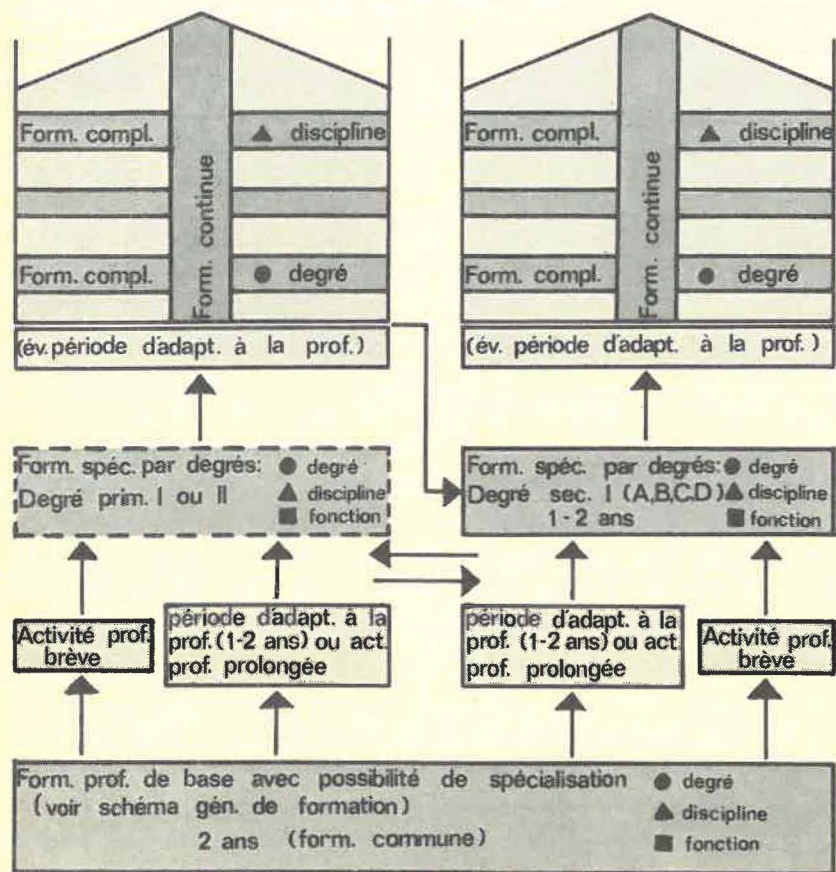 Form. compl.
▲ discipline
Form. continue
Form. compl.
● degré
(év. période d'adapt. à la prof.)
Form. compl.
▲ discipline
Form. continue
Form. compl.
● degré
(év. période d'adapt. à la prof.)
Form. spéc. par degrés: ● degré
Degré prim. I ou II ▲ discipline
■ fonction
Form. spéc. par degrés: ● degré
Degré sec. I (A,B,C,D) ▲ discipline
1-2 ans ■ fonction
Activité prof.
brève
période d'adapt. à la
prof. (1-2 ans) ou act.
prof. prolongée
période d'adapt. à la
prof. (1-2 ans) ou act.
prof. prolongée
Activité prof.
brève
Form. prof. de base avec possibilité de spécialisation ● degré
(voir schéma gén. de formation) ▲ discipline
2 ans (form. commune) ■ fonction